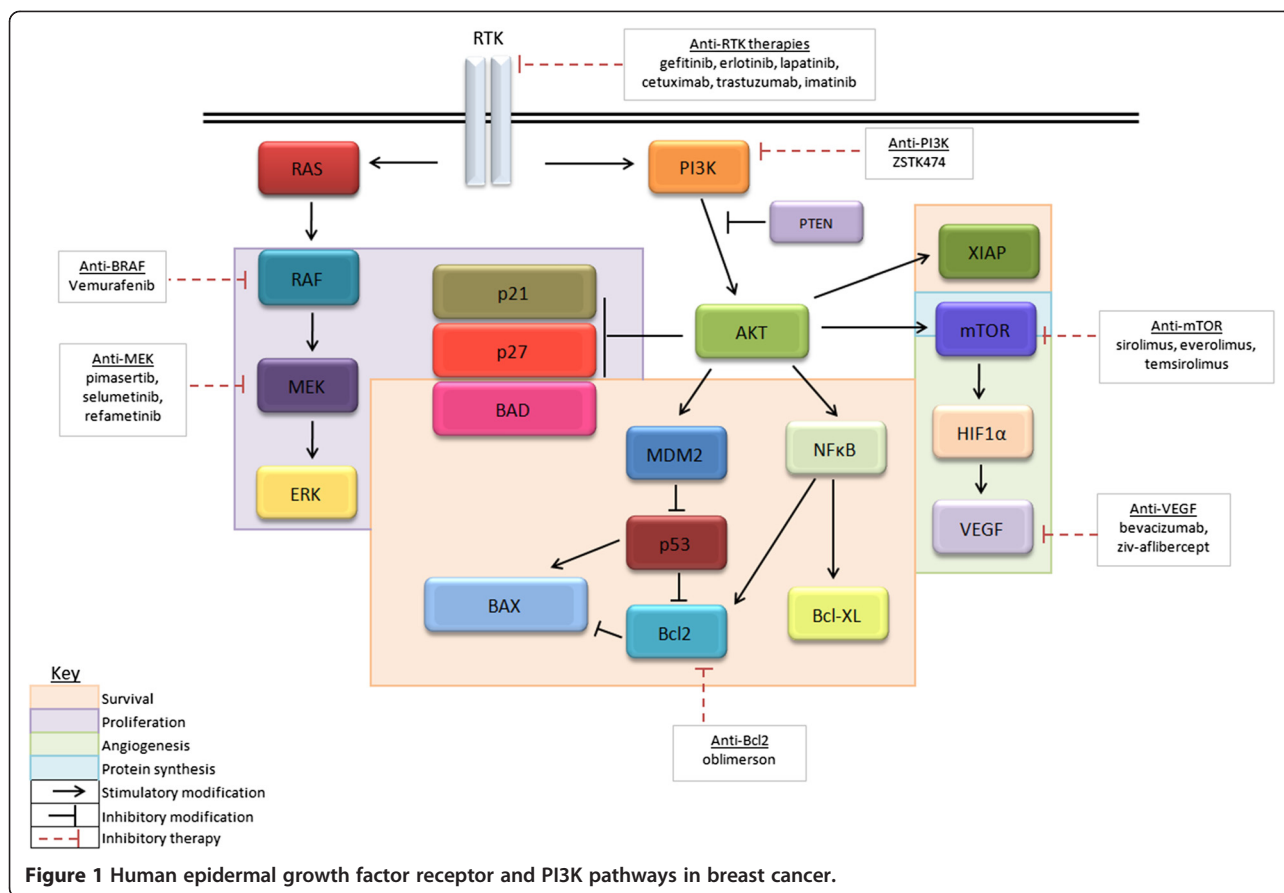 RTK
Anti-RTK therapies
gefitinib, erlotinib, lapatinib,
cetuximab, trastuzumab, imatinib
RAS
PI3K
Anti-PI3K
ZSTK474
PTEN
Anti-BRAF
Vemurafenib
RAF
p21
XIAP
p27
AKT
mTOR
Anti-mTOR
sirolimus, everolimus,
temsirolimus
Anti-MEK
pimasertib,
selumetinib,
refametinib
MEK
BAD
HIF1α
MDM2
NFκB
ERK
Anti-VEGF
bevacizumab,
ziv-aflibercept
VEGF
p53
BAX
Bcl2
Bcl-XL
Anti-Bcl2
oblimerson
Key
Survival
Proliferation
Angiogenesis
Protein synthesis
Stimulatory modification
Inhibitory modification
Inhibitory therapy
Figure 1 Human epidermal growth factor receptor and PI3K pathways in breast cancer.